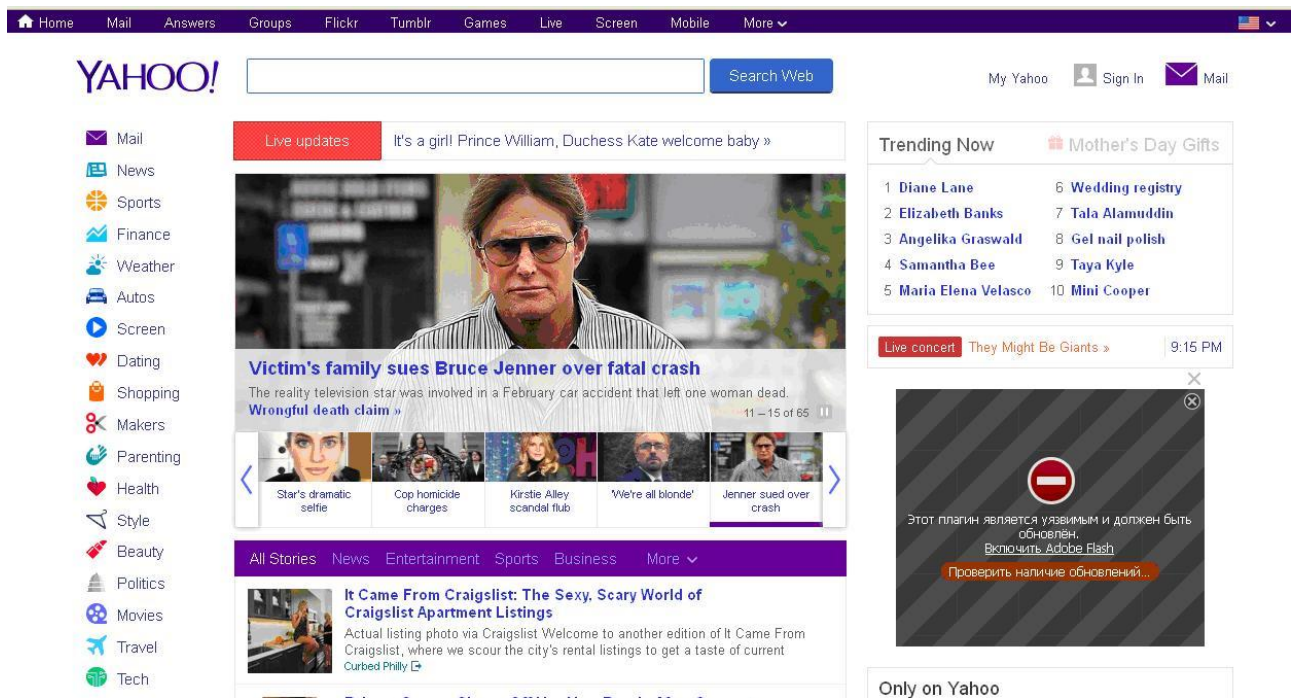 Home Mail Answers Groups Flickr Tumblr Games Live Screen Mobile More
YAHOO!
Search Web
My Yahoo Sign In Mail
Mail
News
Sports
Finance
Weather
Autos
Screen
Dating
Shopping
Makers
Parenting
Health
Style
Beauty
Politics
Movies
Travel
Tech
Live updates It's a girl! Prince William, Duchess Kate welcome baby »
Victim's family sues Bruce Jenner over fatal crash
The reality television star was involved in a February car accident that left one woman dead.
Wrongful death claim »
11 – 15 of 65
Star's dramatic
selfie
Cop homicide
charges
Kirstie Alley
scandal flub
'We're all blonde'
Jenner sued over
crash
All Stories News Entertainment Sports Business More
It Came From Craigslist: The Sexy, Scary World of
Craigslist Apartment Listings
Actual listing photo via Craigslist Welcome to another edition of It Came From
Craigslist, where we scour the city's rental listings to get a taste of current
Curbed Philly
Trending Now Mother's Day Gifts
1 Diane Lane
2 Elizabeth Banks
3 Angelika Graswald
4 Samantha Bee
5 Maria Elena Velasco
6 Wedding registry
7 Tala Alamuddin
8 Gel nail polish
9 Taya Kyle
10 Mini Cooper
Live concert They Might Be Giants » 9:15 PM
Этот плагин является уязвимым и должен быть
обновлён.
Включить Adobe Flash
Проверить наличие обновлений...
Only on Yahoo